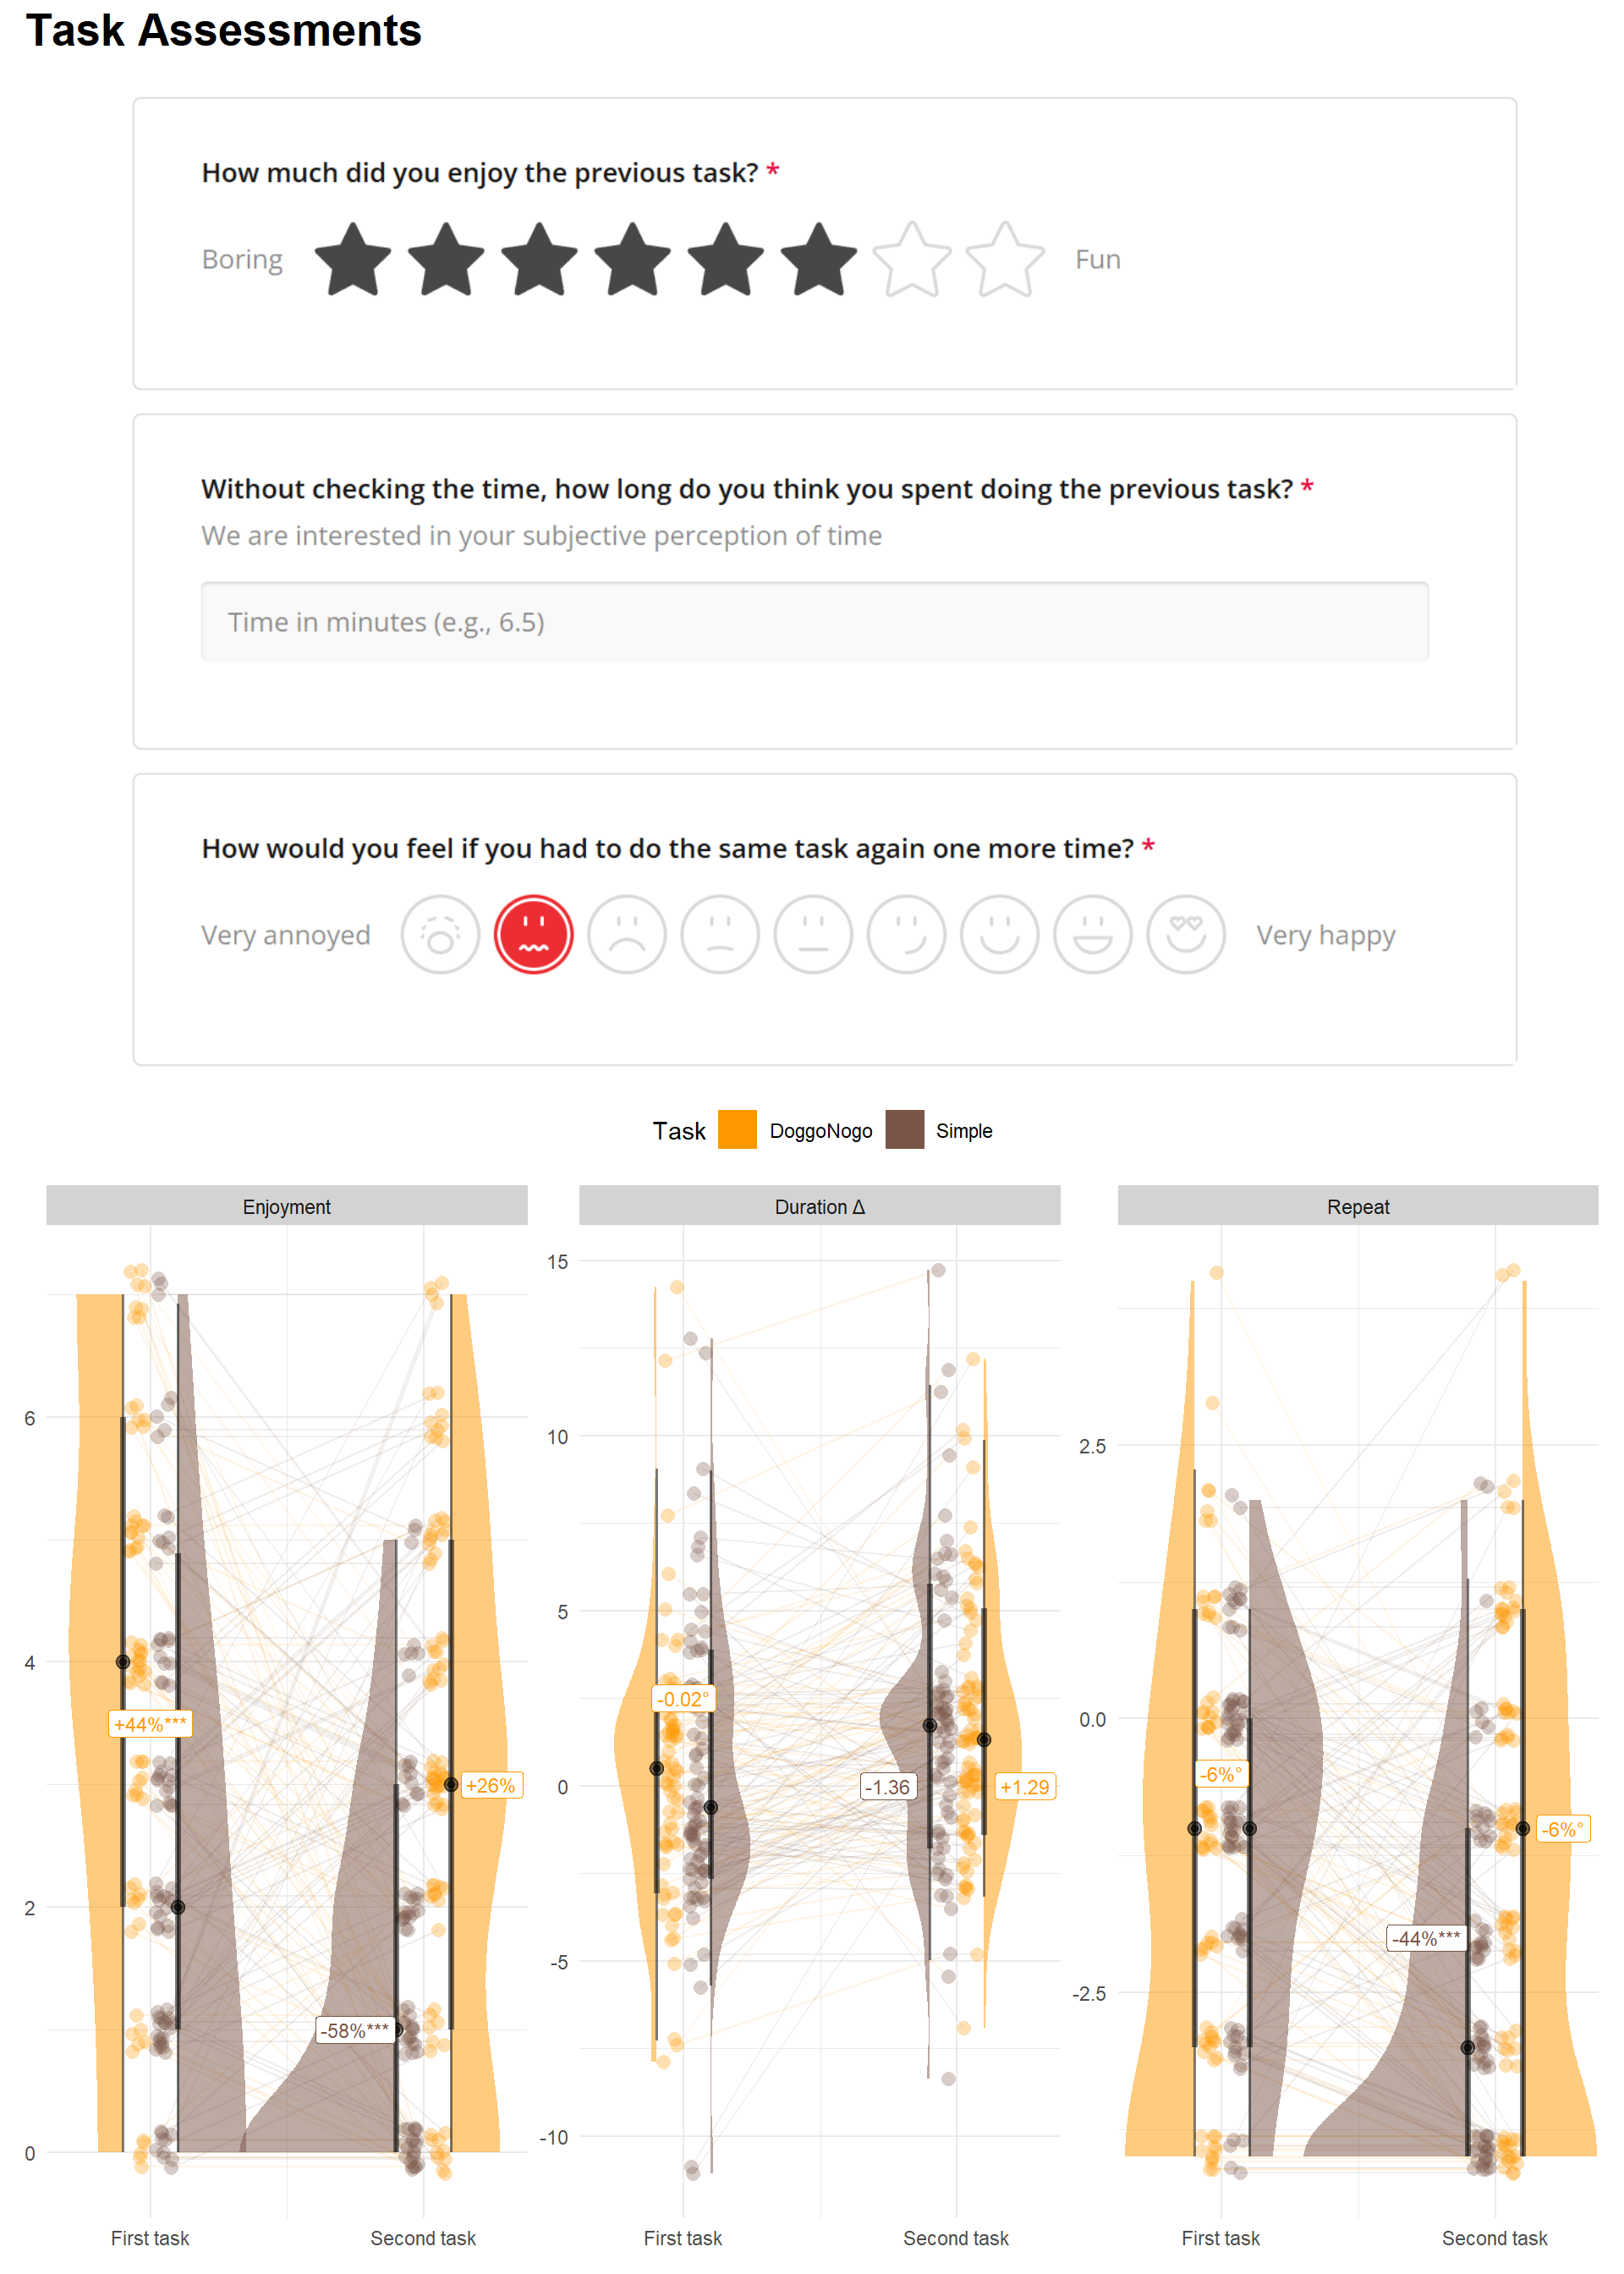 Task Assessments
How much did you enjoy the previous task? *
Boring Fun
Without checking the time, how long do you think you spent doing the previous task? *
We are interested in your subjective perception of time
Time in minutes (e.g., 6.5)
How would you feel if you had to do the same task again one more time? *
Very annoyed Very happy
Task DoggoNogo Simple
Enjoyment Duration Δ Repeat
15
6
10
2.5
5
4
-0.02°
0.0
+44%***
-6%°
+26%
0
-1.36
+1.29
-6%°
2
-44%***
-5
-2.5
-58%***
-10
0
First task Second task First task Second task First task Second task